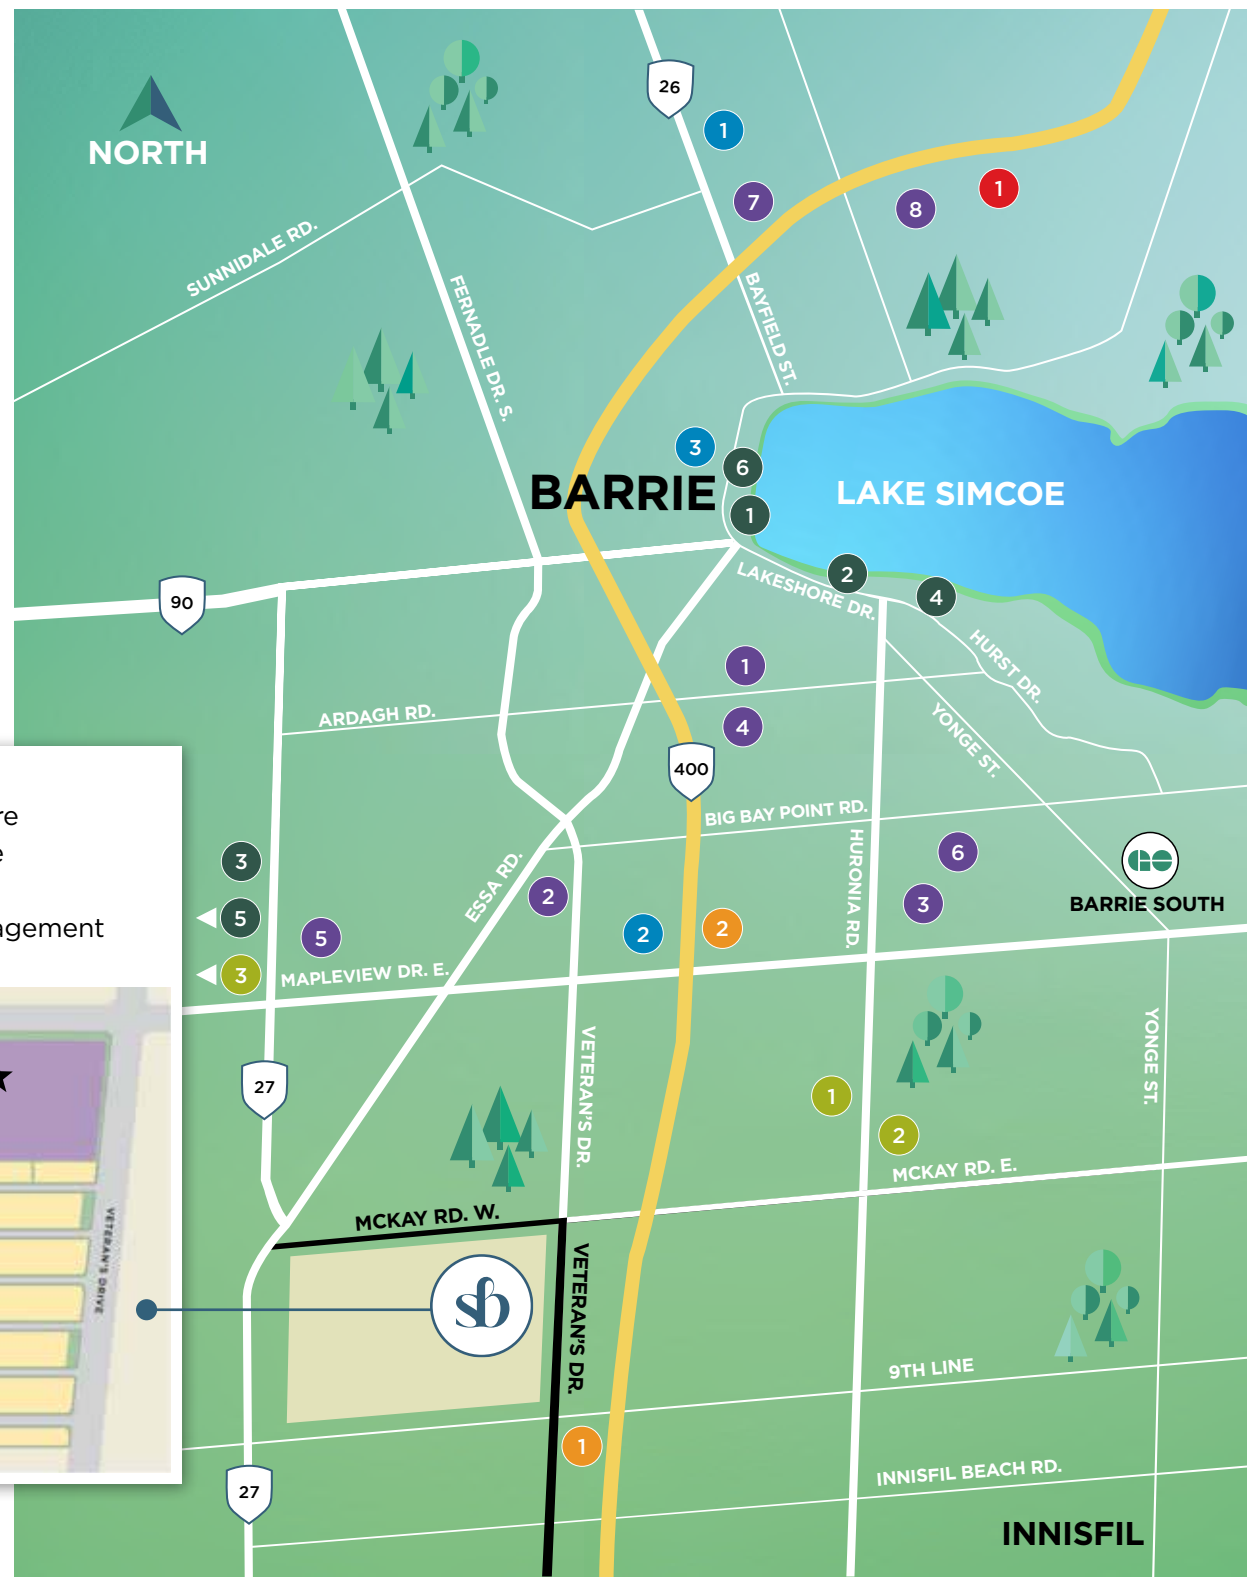 26
1
NORTH
7
8
1
SUNNIDALE RD.
FERNADLE DR. S.
BAYFIELD ST.
3
6
BARRIE
LAKE SIMCOE
1
LAKESHORE DR.
2
4
90
1
HURST DR.
ARDAGH RD.
4
YONGE ST.
400
BIG BAY POINT RD.
3
ESSA RD.
HURONIA RD.
6
BARRIE SOUTH
5
2
3
5
2
2
3
MAPLEVIEW DR. E.
agement
VETERAN'S DR.
YONGE ST.
27
1
2
MCKAY RD. E.
MCKAY RD. W.
VETERAN'S DRIVE
sb
VETERAN'S DR.
9TH LINE
1
INNISFIL BEACH RD.
27
INNISFIL